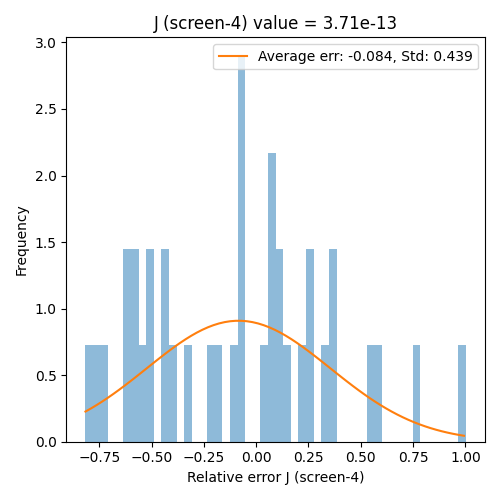 J (screen-4) value = 3.71e-13
Average err: -0.084, Std: 0.439
3.0
2.5
2.0
1.5
1.0
0.5
0.0
Frequency
−0.75 −0.50 −0.25 0.00 0.25 0.50 0.75 1.00
Relative error J (screen-4)